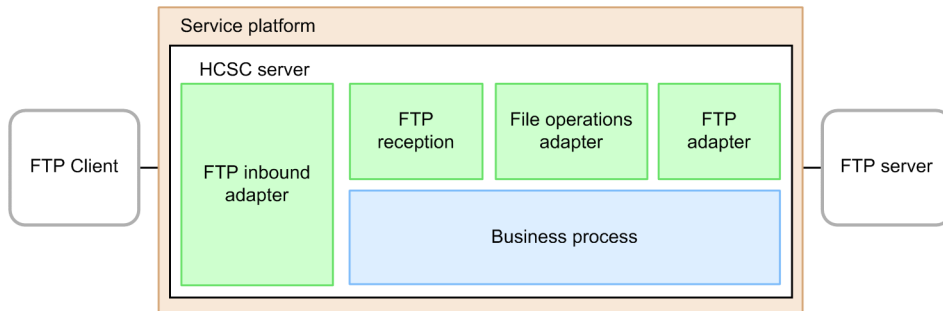 Service platform
HCSC server
FTP Client
FTP inbound
adapter
FTP
reception
File operations
adapter
FTP
adapter
Business process
FTP server